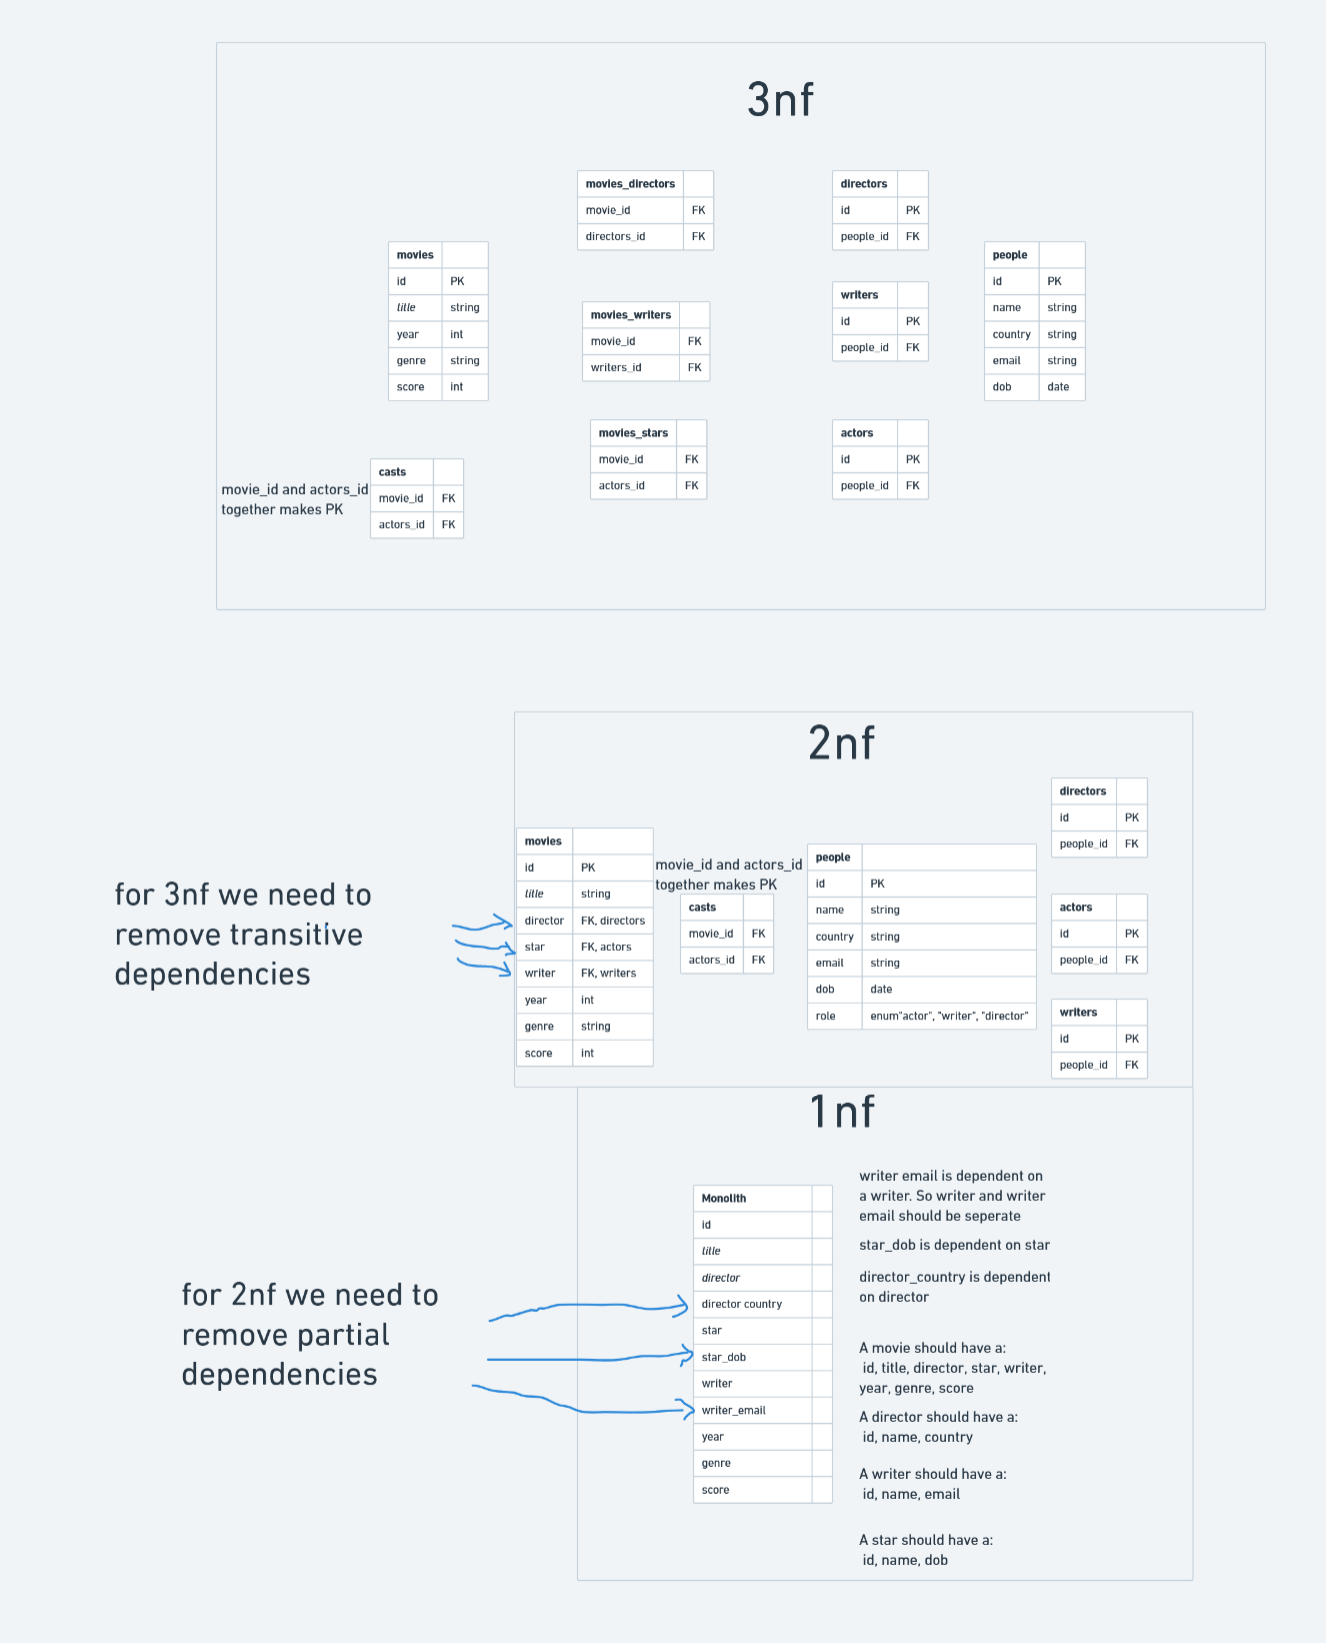 3nf
movies_directors
movie_id FK
directors_id FK
directors
id PK
people_id FK
movies
id PK
title string
year int
genre string
score int
people
id PK
name string
country string
email string
dob date
writers
id PK
people_id FK
movies_writers
movie_id FK
writers_id FK
movies_stars
movie_id FK
actors_id FK
actors
id PK
people_id FK
movie_id and actors_id
together makes PK
casts
movie_id FK
actors_id FK
2nf
directors
id PK
people_id FK
movies
id PK
title string
director FK, directors
star FK, actors
writer FK, writers
year int
genre string
score int
movie_id and actors_id
together makes PK
casts
movie_id FK
actors_id FK
people
id PK
name string
country string
email string
dob date
role enum"actor", "writer", "director"
actors
id PK
people_id FK
writers
id PK
people_id FK
for 3nf we need to
remove transitive
dependencies
1nf
Monolith
id
title
director
director country
star
star_dob
writer
writer_email
year
genre
score
writer email is dependent on
a writer. So writer and writer
email should be seperate
star_dob is dependent on star
director_country is dependent
on director
A movie should have a:
id, title, director, star, writer,
year, genre, score
A director should have a:
id, name, country
A writer should have a:
id, name, email
A star should have a:
id, name, dob
for 2nf we need to
remove partial
dependencies